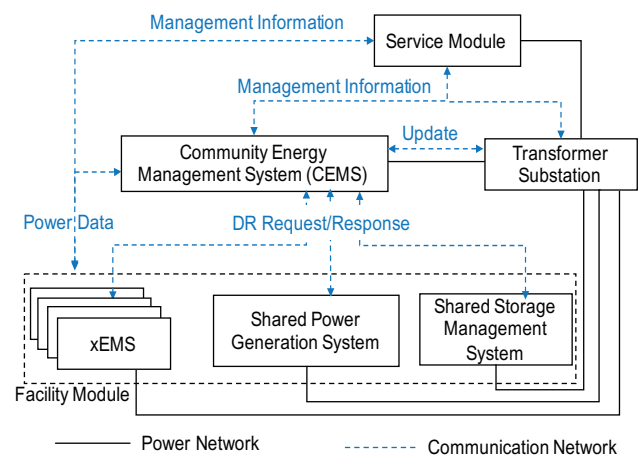 Management Information
Service Module
Management Information
Update
Community Energy
Management System (CEMS)
Transformer
Substation
Power Data
DR Request/Response
xEMS
Shared Power
Generation System
Shared Storage
Management
System
Facility Module
Power Network
Communication Network